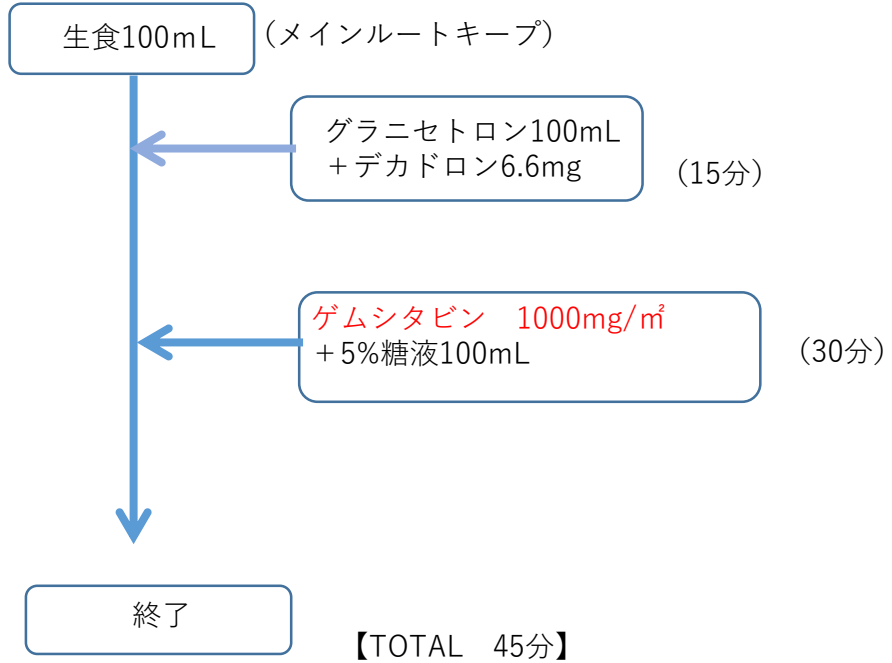 生食100mL
(メインルートキープ)
グラニセトロン100mL
+デカドロン6.6mg
(15分)
ゲムシタビン　1000mg/㎡
+5%糖液100mL
(30分)
終了
【TOTAL　45分】